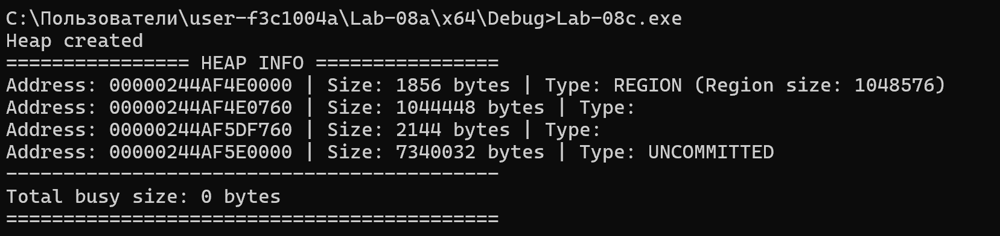 C:\Пользователи\user-f3c1004a\Lab-08a\x64\Debug>Lab-08c.exe
Heap created
================ HEAP INFO ================
Address: 00000244AF4E0000 | Size: 1856 bytes | Type: REGION (Region size: 1048576)
Address: 00000244AF4E0760 | Size: 1044448 bytes | Type:
Address: 00000244AF5DF760 | Size: 2144 bytes | Type:
Address: 00000244AF5E0000 | Size: 7340032 bytes | Type: UNCOMMITTED
-------------------------------------------
Total busy size: 0 bytes
===========================================